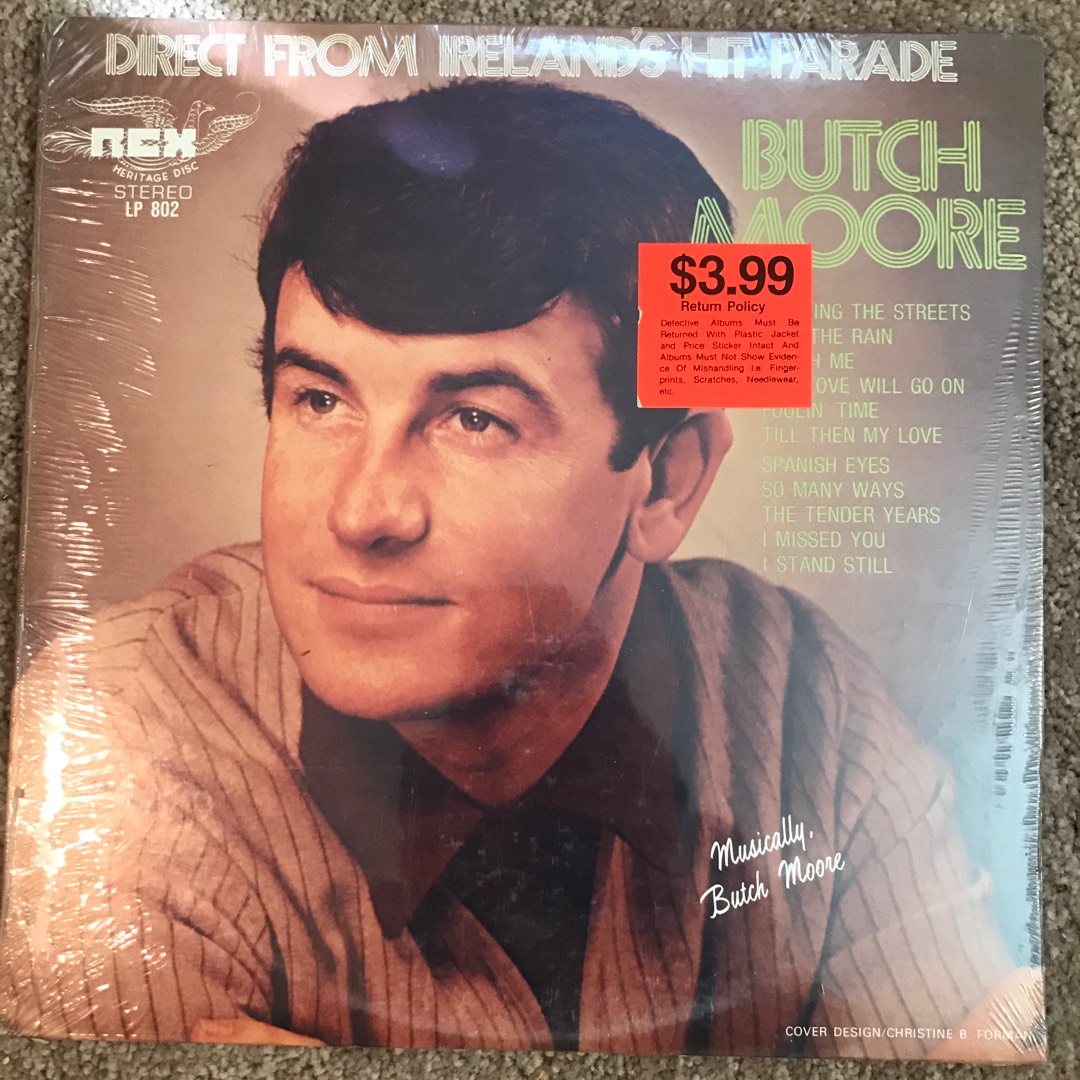 DIRECT FROM IRELAND'S HIT PARADE
REX
HERITAGE DISC
STEREO
LP 802
BUTCH
MOORE
$3.99
Return Policy
Defective Albums Must Be
Returned With Plastic Jacket
and Price Sticker Intact And
Albums Must Not Show Eviden-
ce Of Mishandling i.e. Finger-
prints, Scratches, Needlewear,
etc.
THE STREETS
THE RAIN
ME
LOVE WILL GO ON
FOOLIN' TIME
TILL THEN MY LOVE
SPANISH EYES
SO MANY WAYS
THE TENDER YEARS
I MISSED YOU
I STAND STILL
Musically,
Butch Moore
COVER DESIGN/CHRISTINE B.